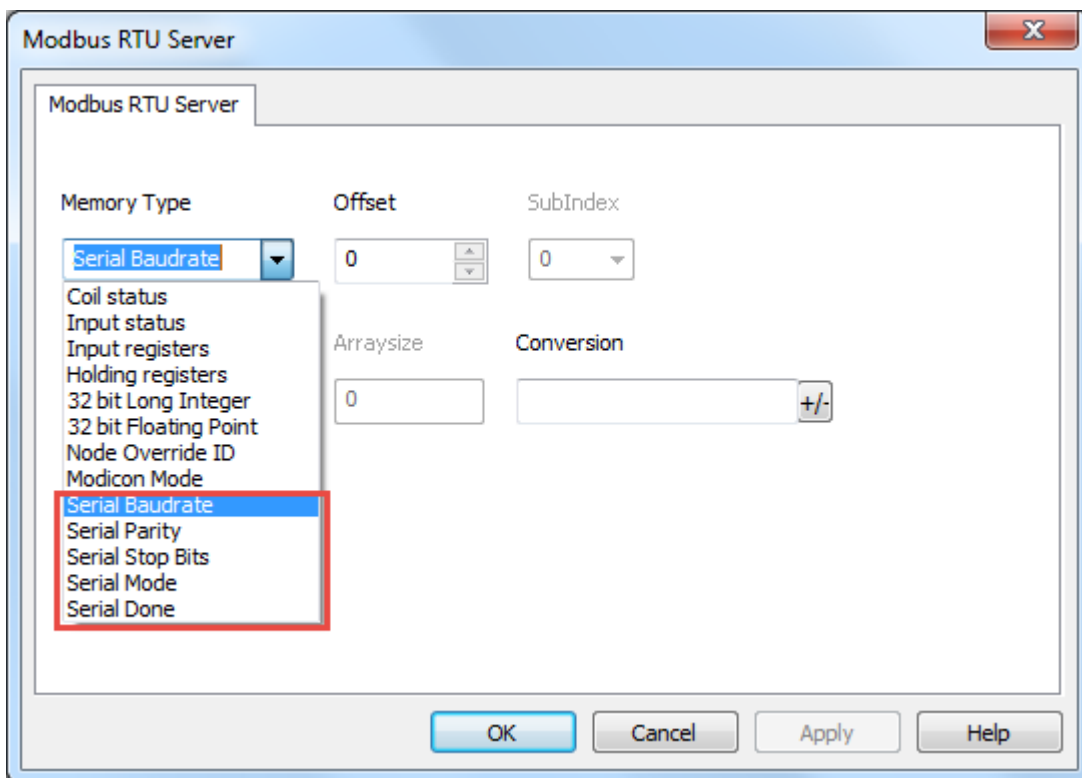 Modbus RTU Server
Modbus RTU Server
Memory Type Offset SubIndex
Serial Baudrate 0 0
Coil status
Input status
Input registers
Arraysize Conversion
Holding registers
32 bit Long Integer
0 +/-
32 bit Floating Point
Node Override ID
Modicon Mode
Serial Baudrate
Serial Parity
Serial Stop Bits
Serial Mode
Serial Done
OK Cancel Apply Help